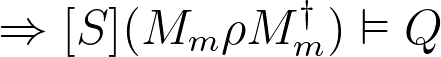 ⇒ [S](M_m ρ M_m^†) ⊨ Q